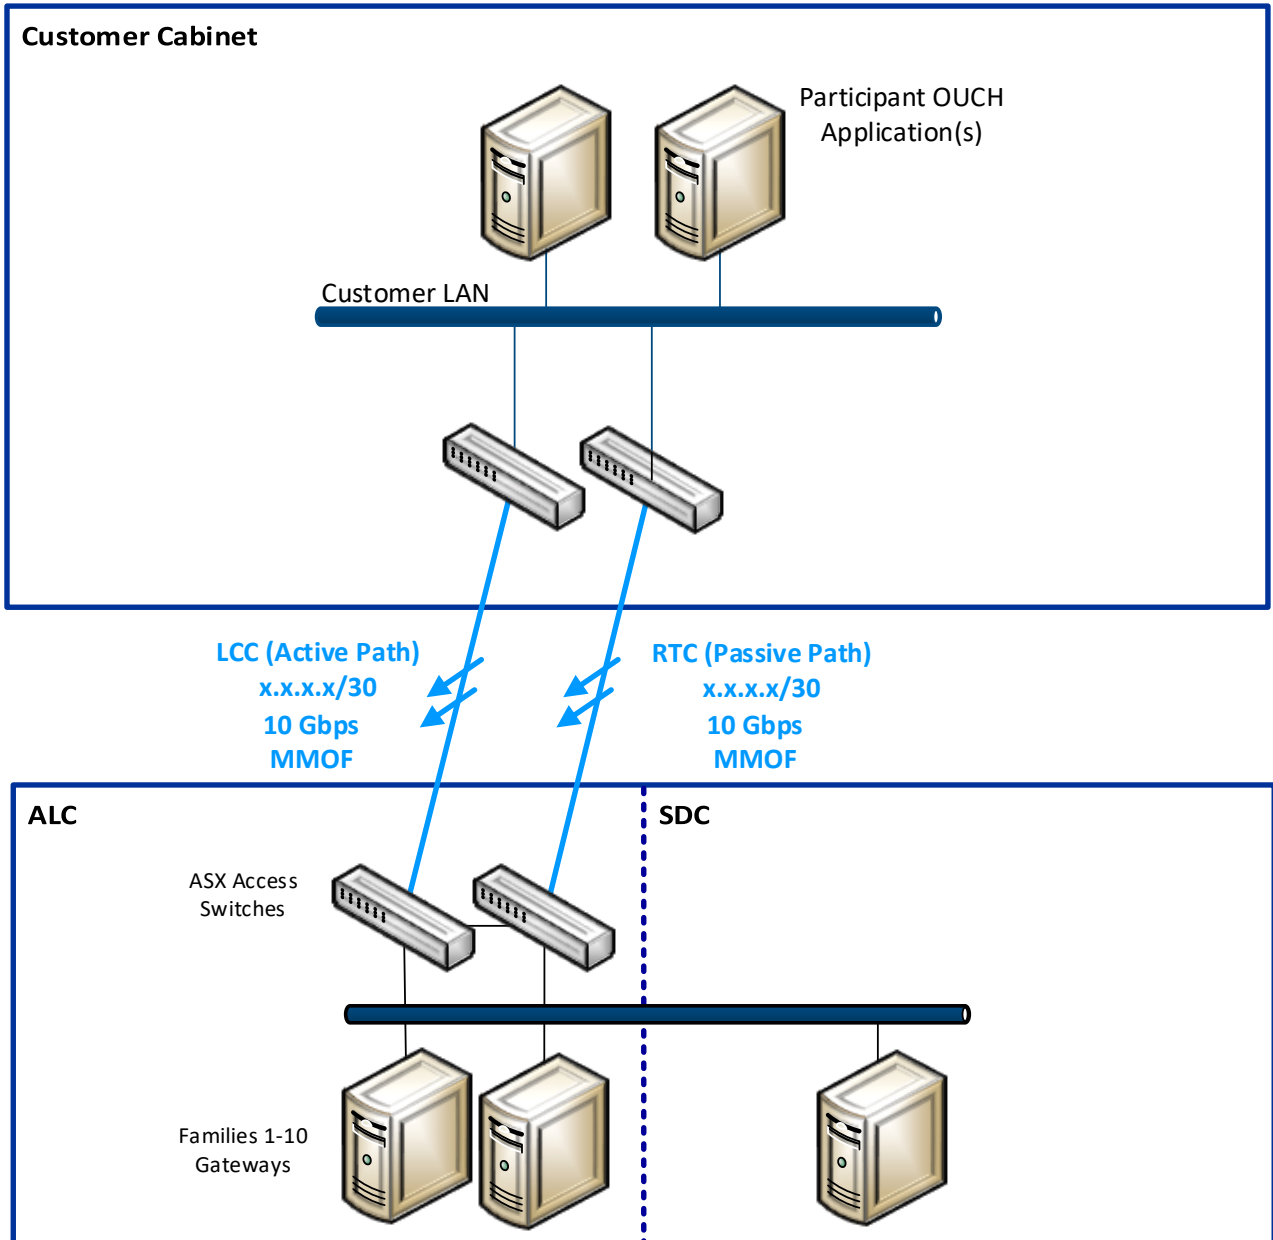 Customer Cabinet
Participant OUCH
Application(s)
Customer LAN
LCC (Active Path)
x.x.x.x/30
10 Gbps
MMOF
RTC (Passive Path)
x.x.x.x/30
10 Gbps
MMOF
ALC
SDC
ASX Access
Switches
Families 1-10
Gateways